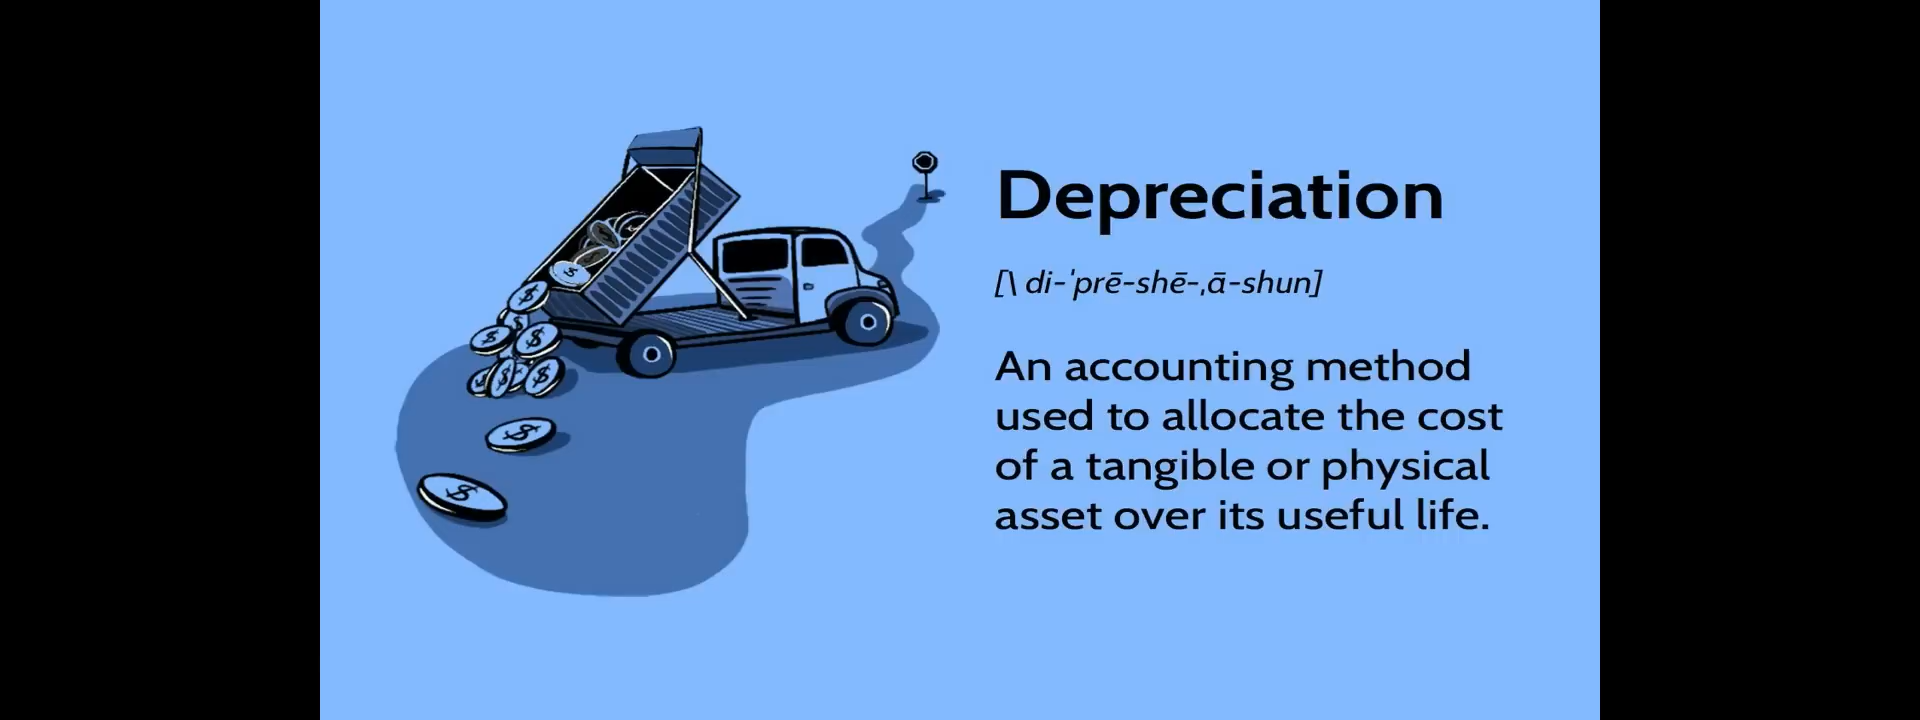 Depreciation
[\ di-ˈprē-shē-ˌā-shun]
An accounting method
used to allocate the cost
of a tangible or physical
asset over its useful life.